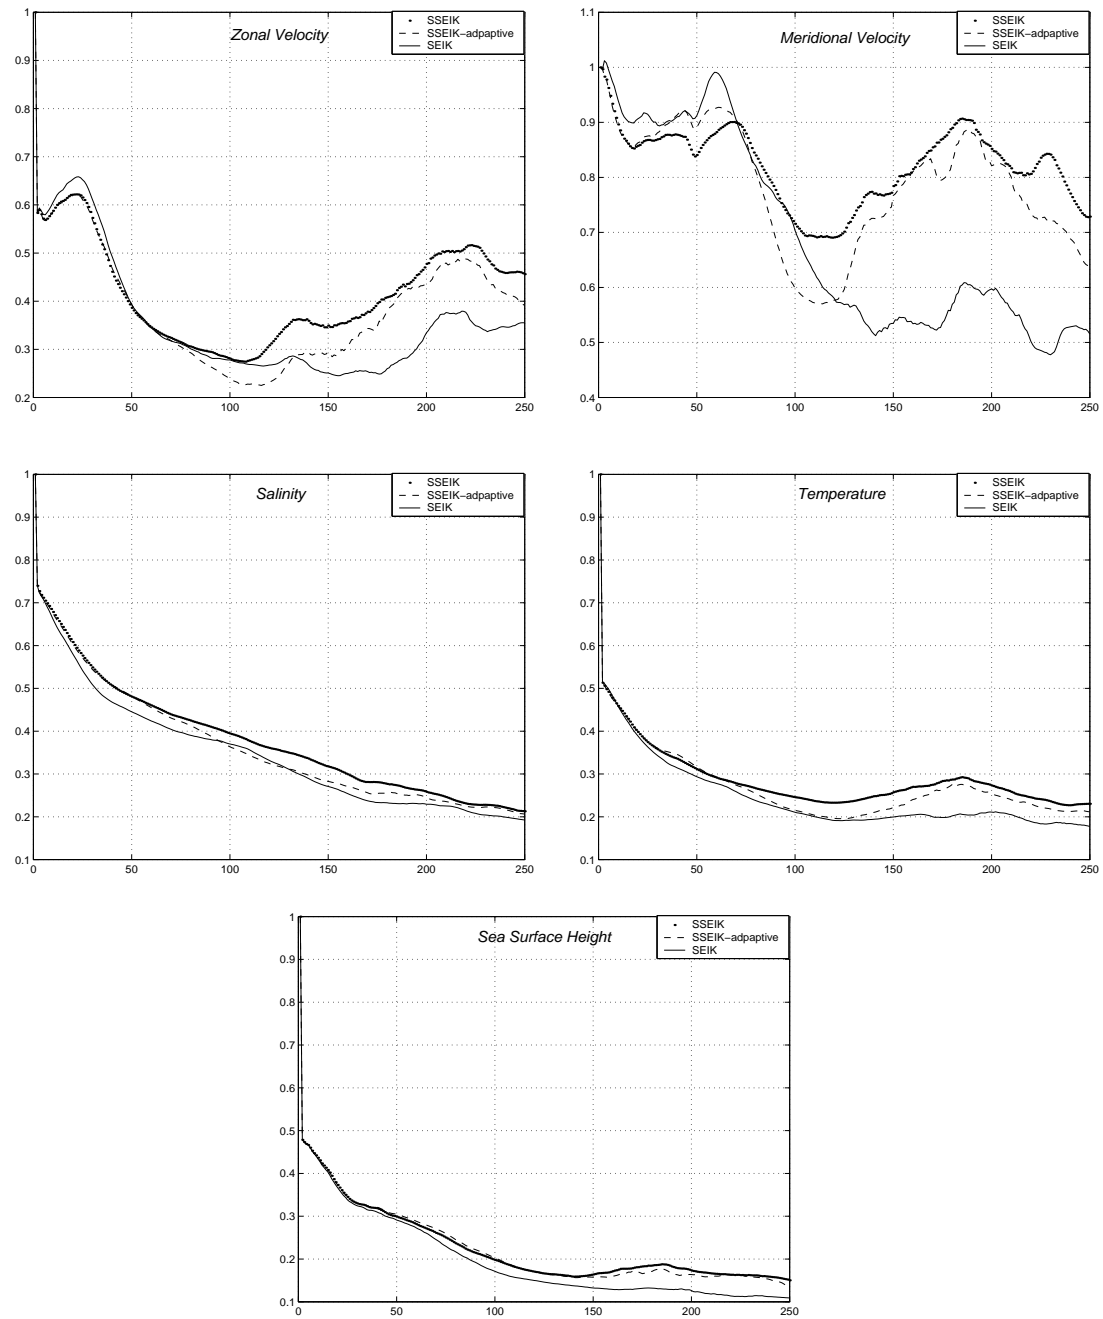 Zonal Velocity
SSEIK
SSEIK-adpaptive
SEIK
1
0.9
0.8
0.7
0.6
0.5
0.4
0.3
0.2
0 50 100 150 200 250
Meridional Velocity
SSEIK
SSEIK-adpaptive
SEIK
1.1
1
0.9
0.8
0.7
0.6
0.5
0.4
0 50 100 150 200 250
Salinity
SSEIK
SSEIK-adpaptive
SEIK
1
0.9
0.8
0.7
0.6
0.5
0.4
0.3
0.2
0.1
0 50 100 150 200 250
Temperature
SSEIK
SSEIK-adpaptive
SEIK
1
0.9
0.8
0.7
0.6
0.5
0.4
0.3
0.2
0.1
0 50 100 150 200 250
Sea Surface Height
SSEIK
SSEIK-adpaptive
SEIK
1
0.9
0.8
0.7
0.6
0.5
0.4
0.3
0.2
0.1
0 50 100 150 200 250